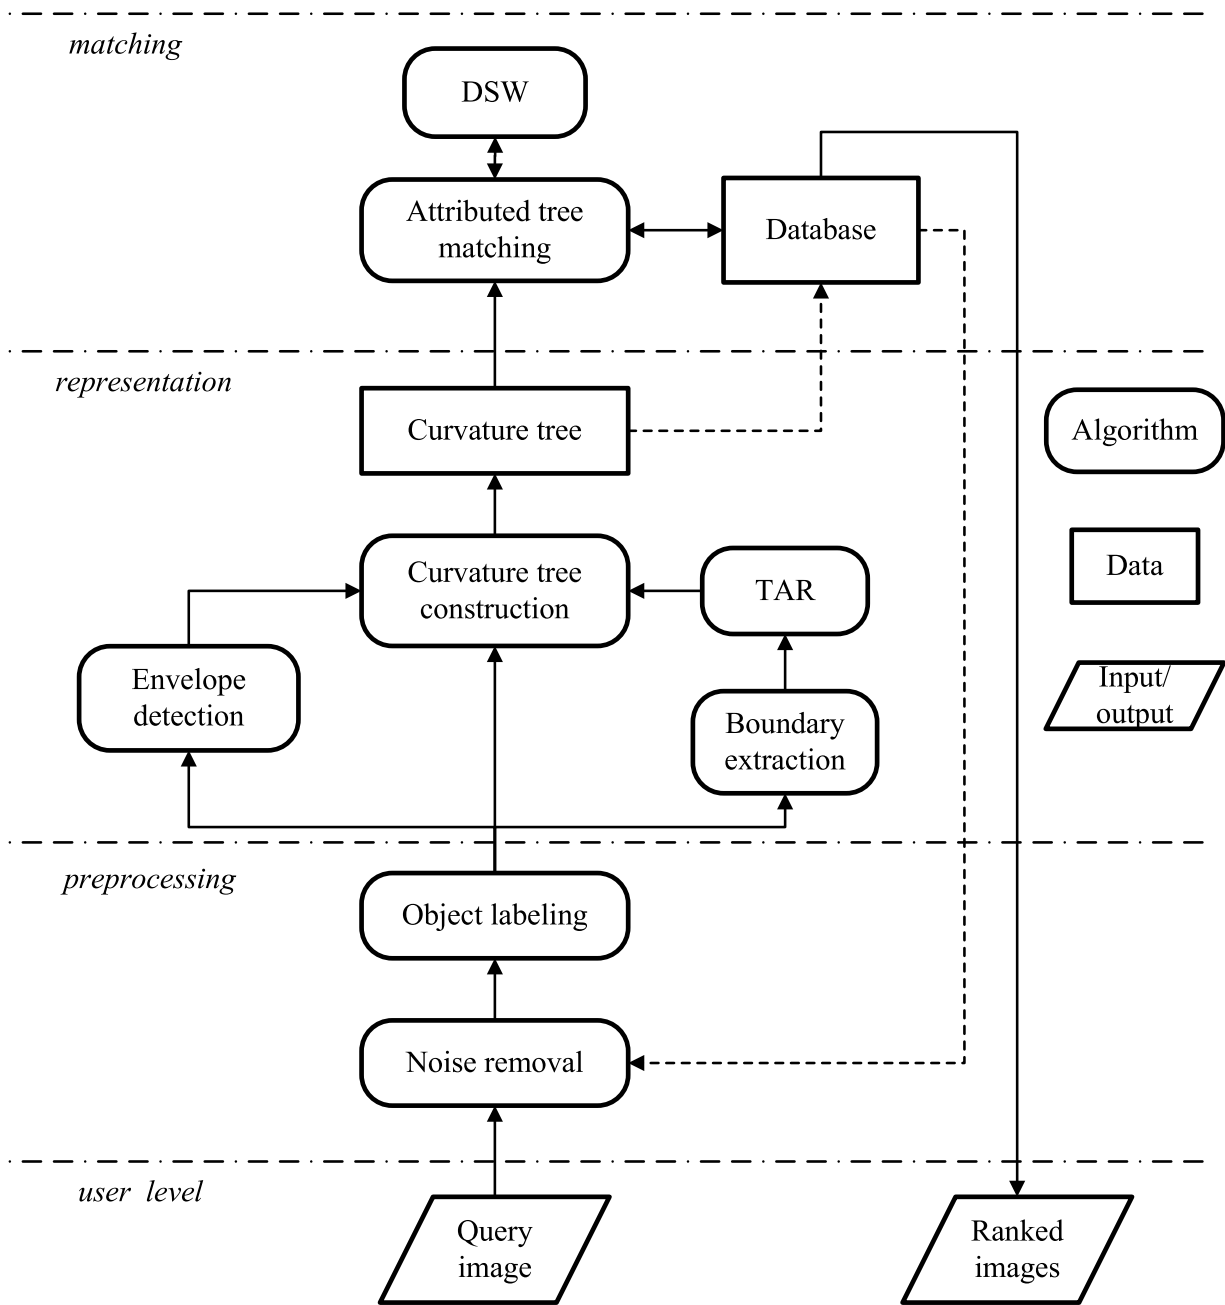 matching
DSW
Attributed tree
matching
Database
representation
Curvature tree
Algorithm
Curvature tree
construction
TAR
Data
Envelope
detection
Boundary
extraction
Input/
output
preprocessing
Object labeling
Noise removal
user level
Query
image
Ranked
images